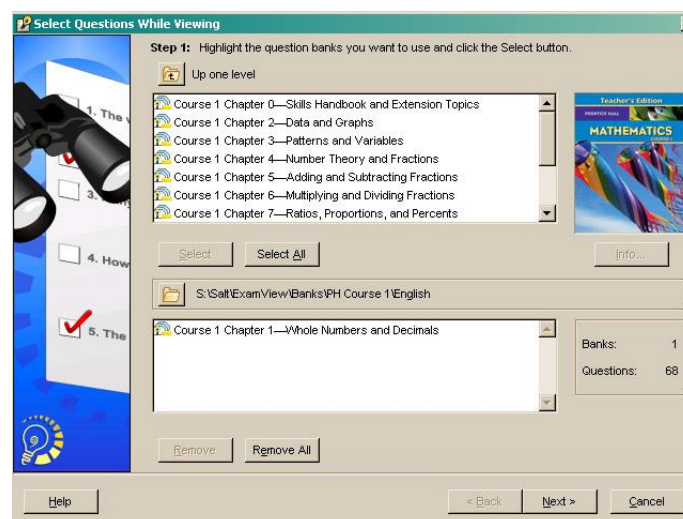 Select Questions While Viewing
Step 1: Highlight the question banks you want to use and click the Select button.
Up one level
Course 1 Chapter 0—Skills Handbook and Extension Topics
Course 1 Chapter 2—Data and Graphs
Course 1 Chapter 3—Patterns and Variables
Course 1 Chapter 4—Number Theory and Fractions
Course 1 Chapter 5—Adding and Subtracting Fractions
Course 1 Chapter 6—Multiplying and Dividing Fractions
Course 1 Chapter 7—Ratios, Proportions, and Percents
Teacher's Edition
PRENTICE HALL
MATHEMATICS
COURSE 1
1. The
3.
4. How
5. The
Select
Select All
Info...
S:\Salt\ExamView\Banks\PH Course 1\English
Course 1 Chapter 1—Whole Numbers and Decimals
Banks: 1
Questions: 68
Remove
Remove All
Help
< Back
Next >
Cancel